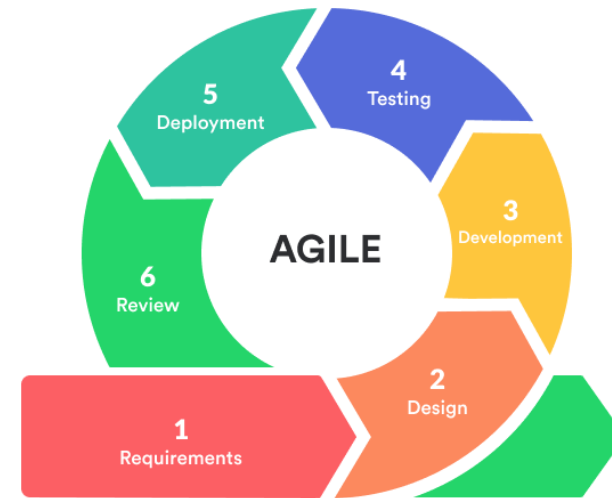 AGILE
1
Requirements
2
Design
3
Development
4
Testing
5
Deployment
6
Review